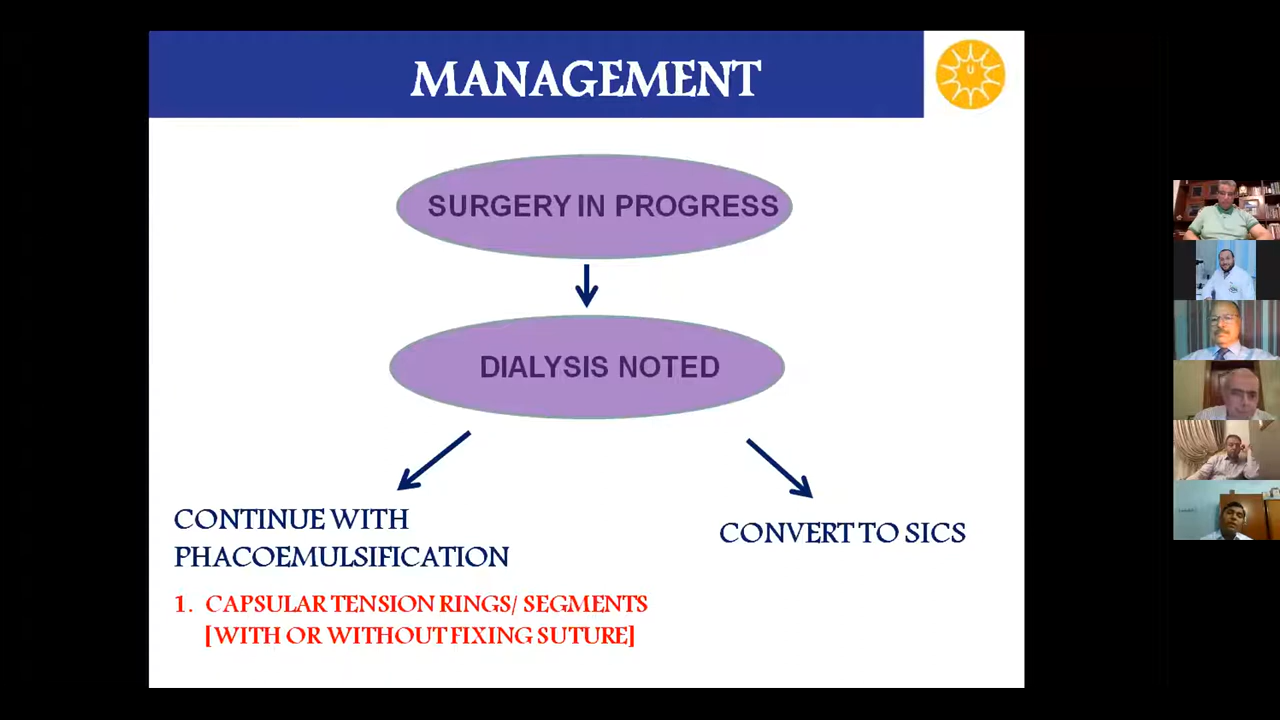 MANAGEMENT
U
SURGERY IN PROGRESS
DIALYSIS NOTED
CONTINUE WITH
PHACOEMULSIFICATION
CONVERT TO SICS
1. CAPSULAR TENSION RINGS/ SEGMENTS
[WITH OR WITHOUT FIXING SUTURE]